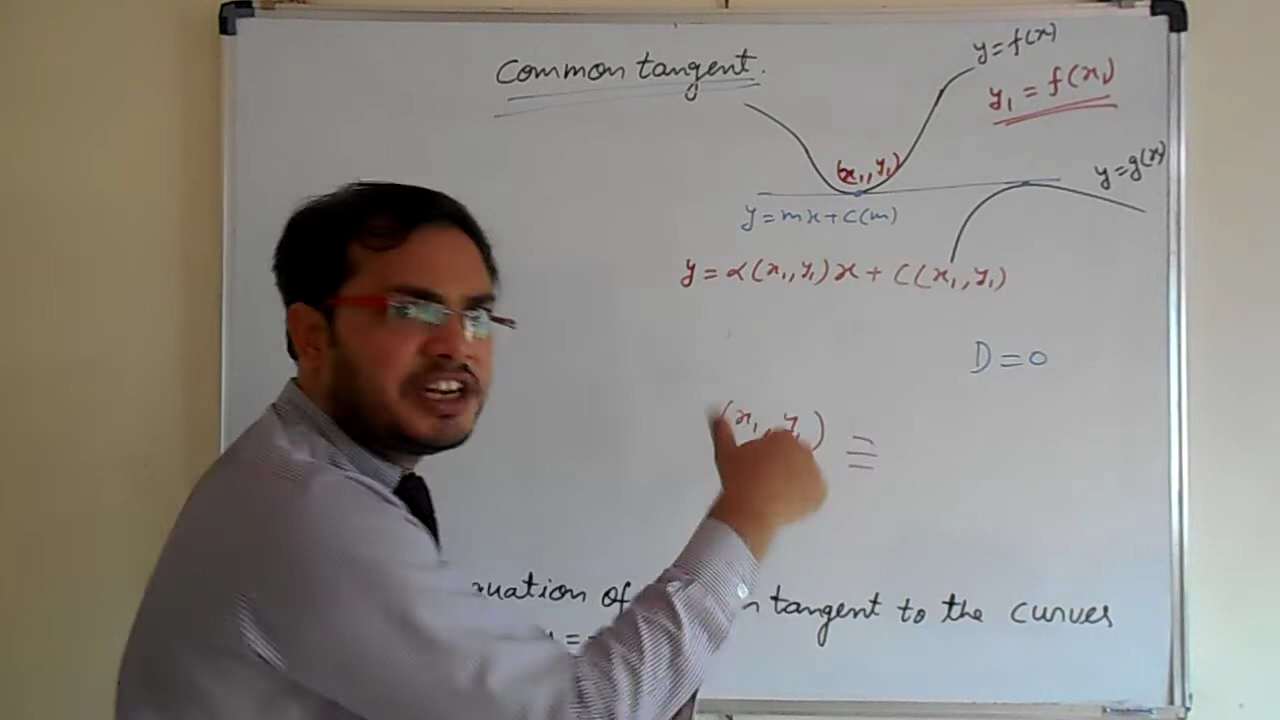 Common tangent.
y = f(x)
y₁ = f(x₁)
y = g(x)
(x₁, y₁)
y = mx + c(m)
y = α(x₁, y₁)x + C(x₁, y₁)
D = 0
(x₁, y₁) =
of tangent to the curves